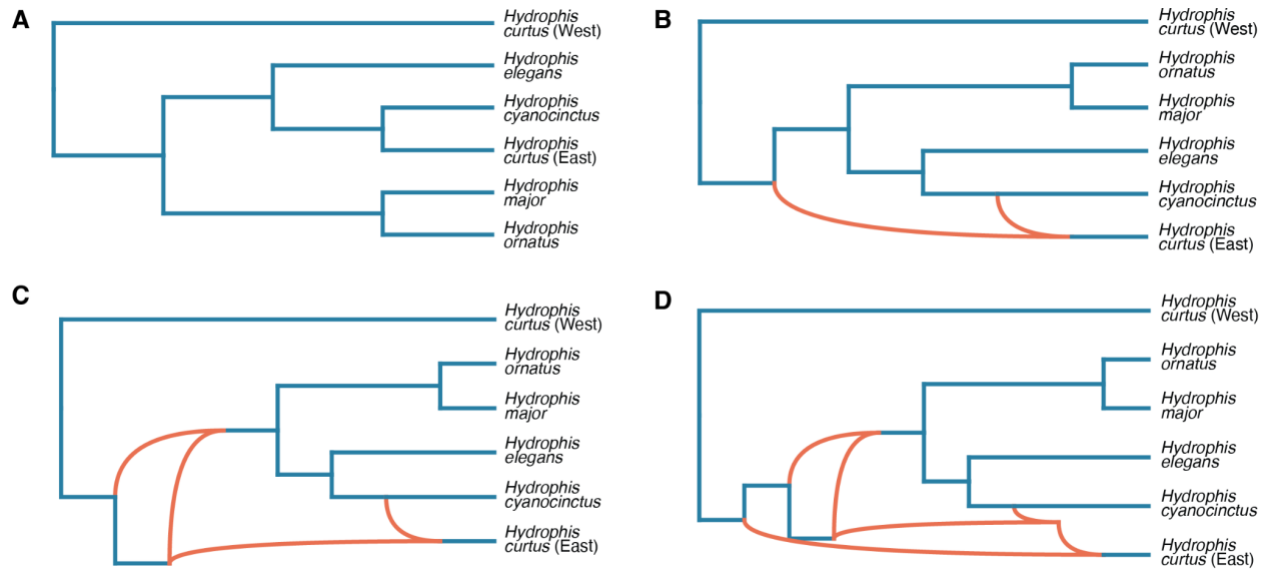 A
Hydrophis
curtus (West)
Hydrophis
elegans
Hydrophis
cyanocinctus
Hydrophis
curtus (East)
Hydrophis
major
Hydrophis
ornatus
B
Hydrophis
curtus (West)
Hydrophis
ornatus
Hydrophis
major
Hydrophis
elegans
Hydrophis
cyanocinctus
Hydrophis
curtus (East)
C
Hydrophis
curtus (West)
Hydrophis
ornatus
Hydrophis
major
Hydrophis
elegans
Hydrophis
cyanocinctus
Hydrophis
curtus (East)
D
Hydrophis
curtus (West)
Hydrophis
ornatus
Hydrophis
major
Hydrophis
elegans
Hydrophis
cyanocinctus
Hydrophis
curtus (East)